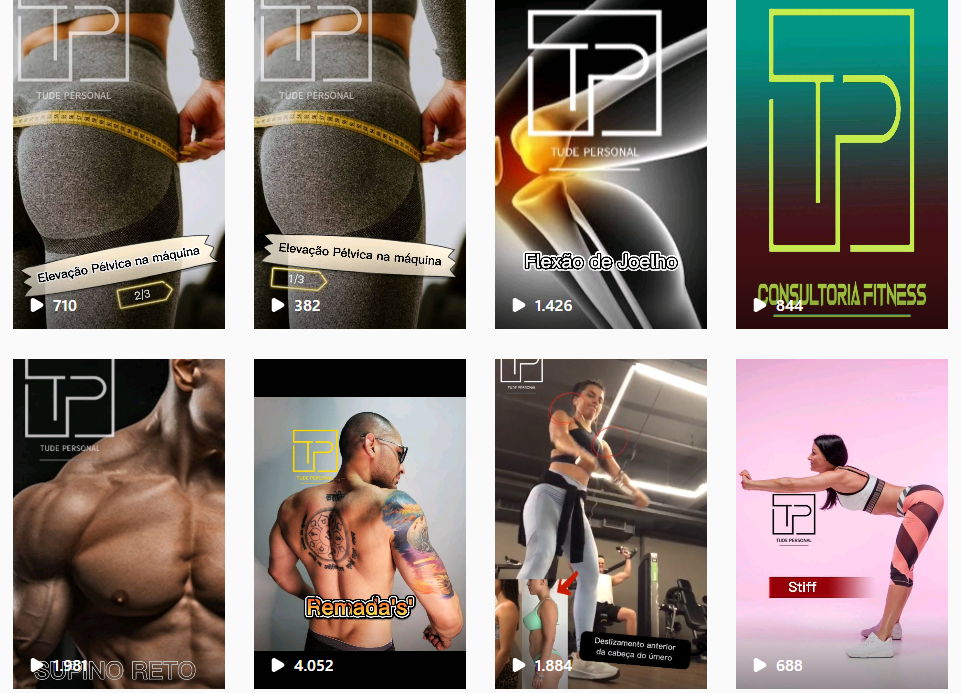 TP
TUDE PERSONAL
Elevação Pélvica na máquina
2/3
710
TP
TUDE PERSONAL
Elevação Pélvica na máquina
1/3
382
TP
TUDE PERSONAL
Flexão de Joelho
1.426
TP
CONSULTORIA FITNESS
844
TP
TUDE PERSONAL
SUPINO RETO
1.981
TP
TUDE PERSONAL
Remada's'
4.052
TP
TUDE PERSONAL
Deslizamento anterior
da cabeça do úmero
1.884
TP
TUDE PERSONAL
Stiff
688